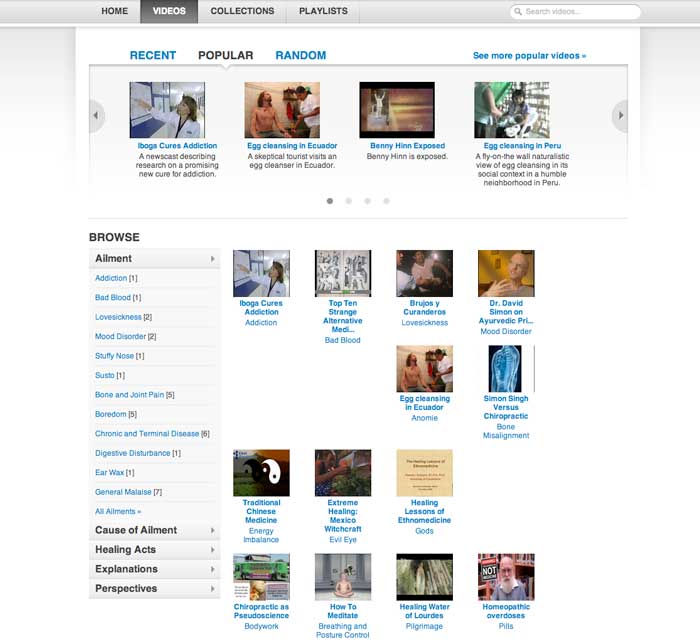 HOME VIDEOS COLLECTIONS PLAYLISTS Search videos...
RECENT POPULAR RANDOM See more popular videos »
Iboga Cures Addiction
A newscast describing
research on a promising
new cure for addiction.
Egg cleansing in Ecuador
A skeptical tourist visits an
egg cleanser in Ecuador.
Benny Hinn Exposed
Benny Hinn is exposed.
Egg cleansing in Peru
A fly-on-the wall naturalistic
view of egg cleansing in its
social context in a humble
neighborhood in Peru.
BROWSE
Ailment
Addiction [1]
Bad Blood [1]
Lovesickness [2]
Mood Disorder [2]
Stuffy Nose [1]
Susto [1]
Bone and Joint Pain [5]
Boredom [5]
Chronic and Terminal Disease [6]
Digestive Disturbance [1]
Ear Wax [1]
General Malaise [7]
All Ailments »
Cause of Ailment
Healing Acts
Explanations
Perspectives
Iboga Cures
Addiction
Addiction
Top Ten
Strange
Alternative
Medi...
Bad Blood
Brujos y
Curanderos
Lovesickness
Dr. David
Simon on
Ayurvedic Pri...
Mood Disorder
Egg cleansing
in Ecuador
Anomie
Simon Singh
Versus
Chiropractic
Bone
Misalignment
Traditional
Chinese
Medicine
Energy
Imbalance
Extreme
Healing:
Mexico
Witchcraft
Evil Eye
The Healing Lessons of
Ethnomedicine
Healing
Lessons of
Ethnomedicine
Gods
Chiropractic as
Pseudoscience
Bodywork
How To
Meditate
Breathing and
Posture Control
Healing Water
of Lourdes
Pilgrimage
NOT
MEDICINE
Homeopathic
overdoses
Pills